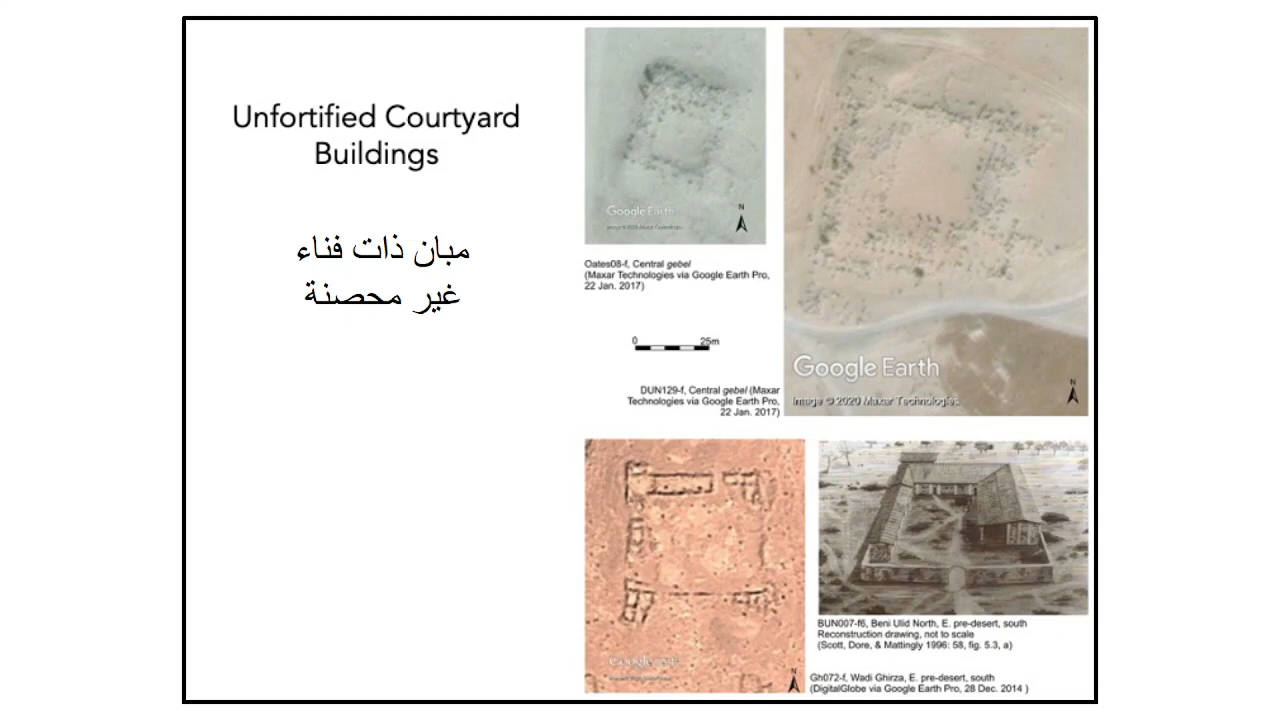 Unfortified Courtyard
Buildings
مبان ذات فناء
غير محصنة
Google Earth
N
Oates08-f, Central gebel
(Maxar Technologies via Google Earth Pro,
22 Jan. 2017)
0 25m
DUN129-f, Central gebel (Maxar
Technologies via Google Earth Pro,
22 Jan. 2017)
Google Earth
Image © 2020 Maxar Technologies
N
Google Earth
N
BUN007-f6, Beni Ulid North, E. pre-desert, south
Reconstruction drawing, not to scale
(Scott, Dore, & Mattingly 1996: 58, fig. 5.3, a)
Gh072-f, Wadi Ghirza, E. pre-desert, south
(DigitalGlobe via Google Earth Pro, 28 Dec. 2014 )